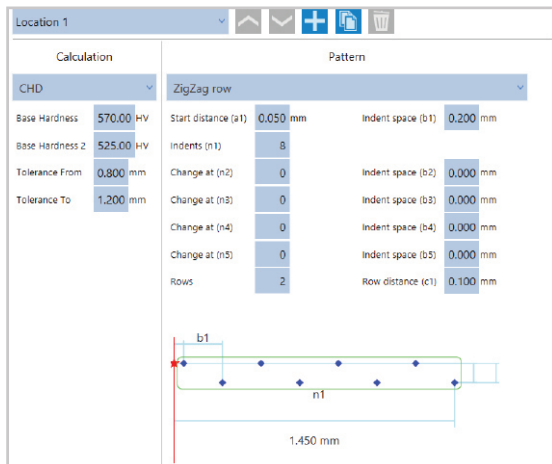 Location 1
Calculation
Pattern
CHD
ZigZag row
Base Hardness 570.00 HV
Start distance (a1) 0.050 mm Indent space (b1) 0.200 mm
Base Hardness 2 525.00 HV
Indents (n1) 8
Tolerance From 0.800 mm
Change at (n2) 0 Indent space (b2) 0.000 mm
Tolerance To 1.200 mm
Change at (n3) 0 Indent space (b3) 0.000 mm
Change at (n4) 0 Indent space (b4) 0.000 mm
Change at (n5) 0 Indent space (b5) 0.000 mm
Rows 2 Row distance (c1) 0.100 mm
b1
n1
1.450 mm